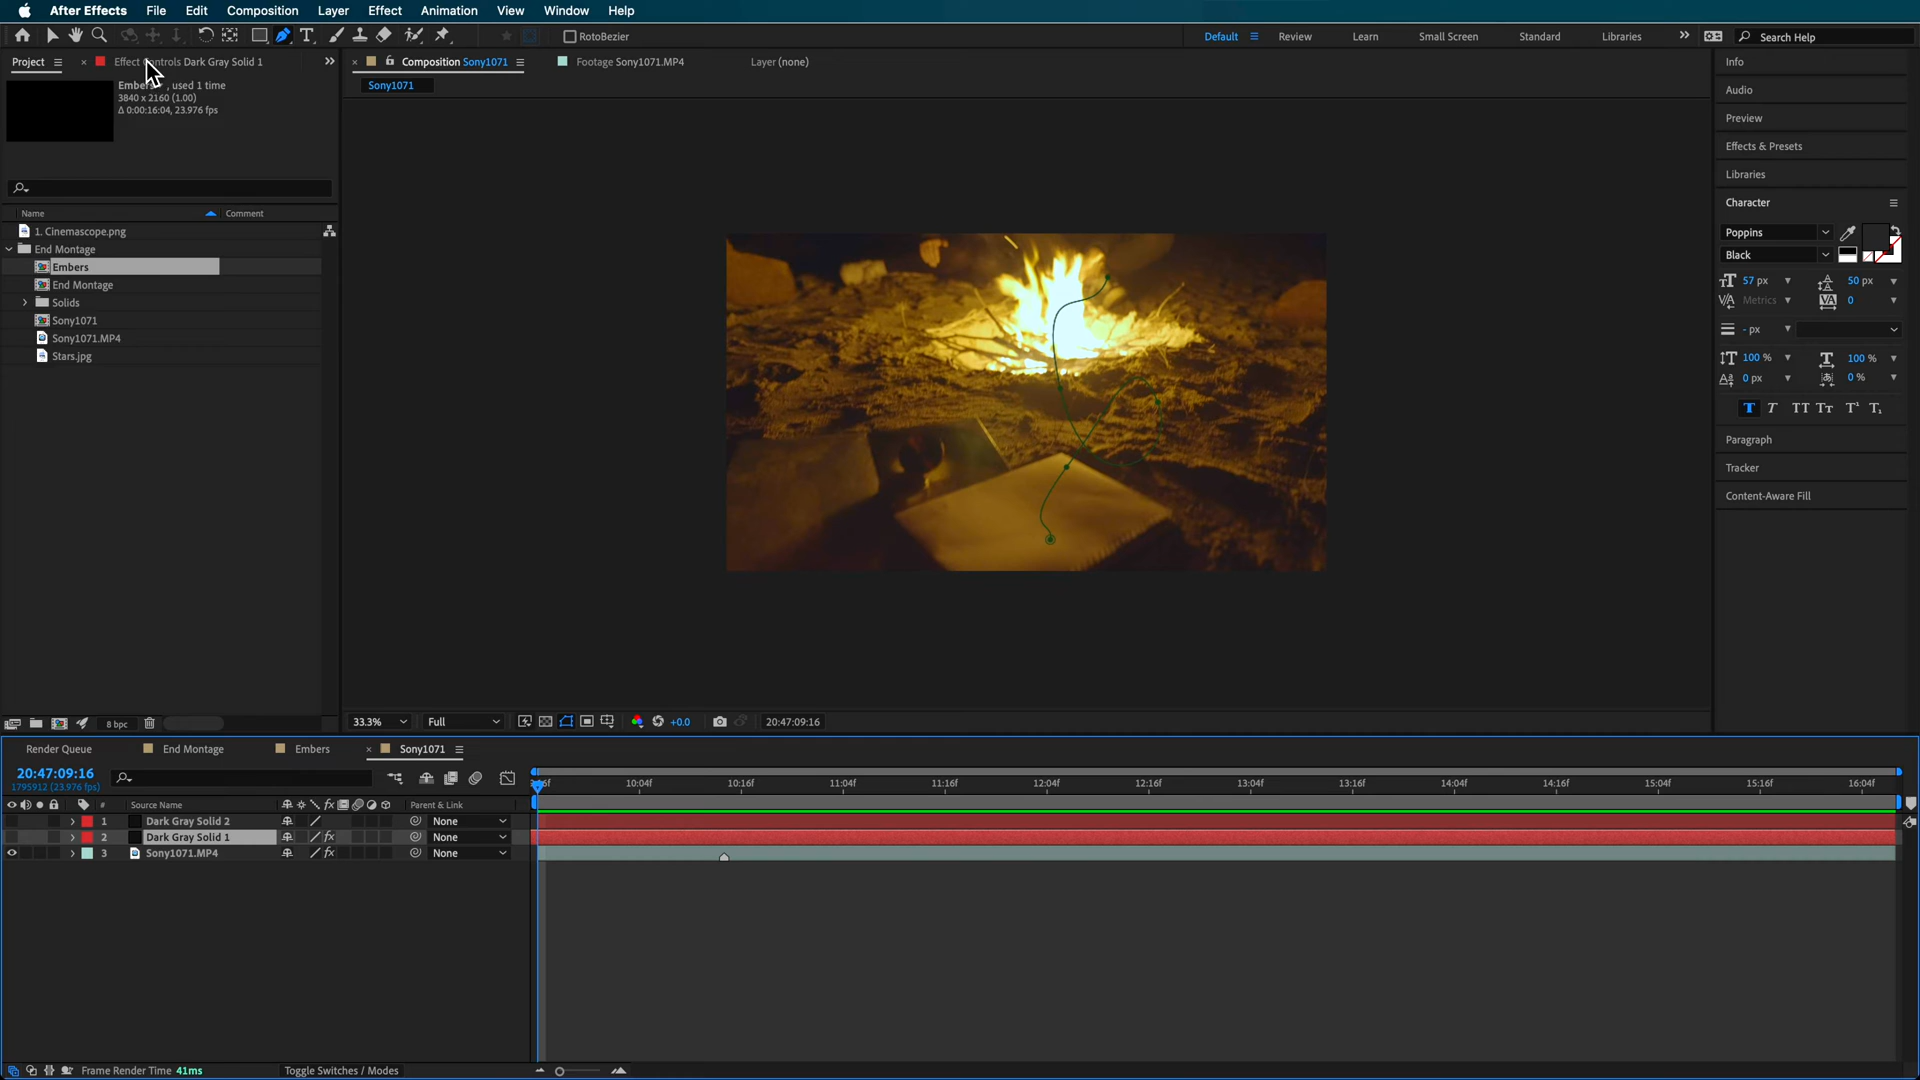 After Effects File Edit Composition Layer Effect Animation View Window Help
RotoBezier Default Review Learn Small Screen Standard Libraries Search Help
Project Effect Controls Dark Gray Solid 1 Composition Sony1071 Footage Sony1071.MP4 Layer (none) Info
Embers , used 1 time Sony1071
3840 x 2160 (1.00) Audio
Δ 0:00:16:04, 23.976 fps
Preview
Effects & Presets
Libraries
Character
Name Comment
1. Cinemascope.png
End Montage
Embers
End Montage
Solids
Sony1071
Sony1071.MP4
Stars.jpg
Poppins
Black
57 px 50 px
Metrics 0
- px
100 % 100 %
0 px 0 %
T T TT Tт T¹ T₁
Paragraph
Tracker
Content-Aware Fill
8 bpc 33.3% Full +0.0 20:47:09:16
Render Queue End Montage Embers Sony1071
20:47:09:16
1795912 (23.976 fps)
10:04f 10:16f 11:04f 11:16f 12:04f 12:16f 13:04f 13:16f 14:04f 14:16f 15:04f 15:16f 16:04f
# Source Name Parent & Link
1 Dark Gray Solid 2 None
2 Dark Gray Solid 1 None
3 Sony1071.MP4 None
Frame Render Time 41ms Toggle Switches / Modes